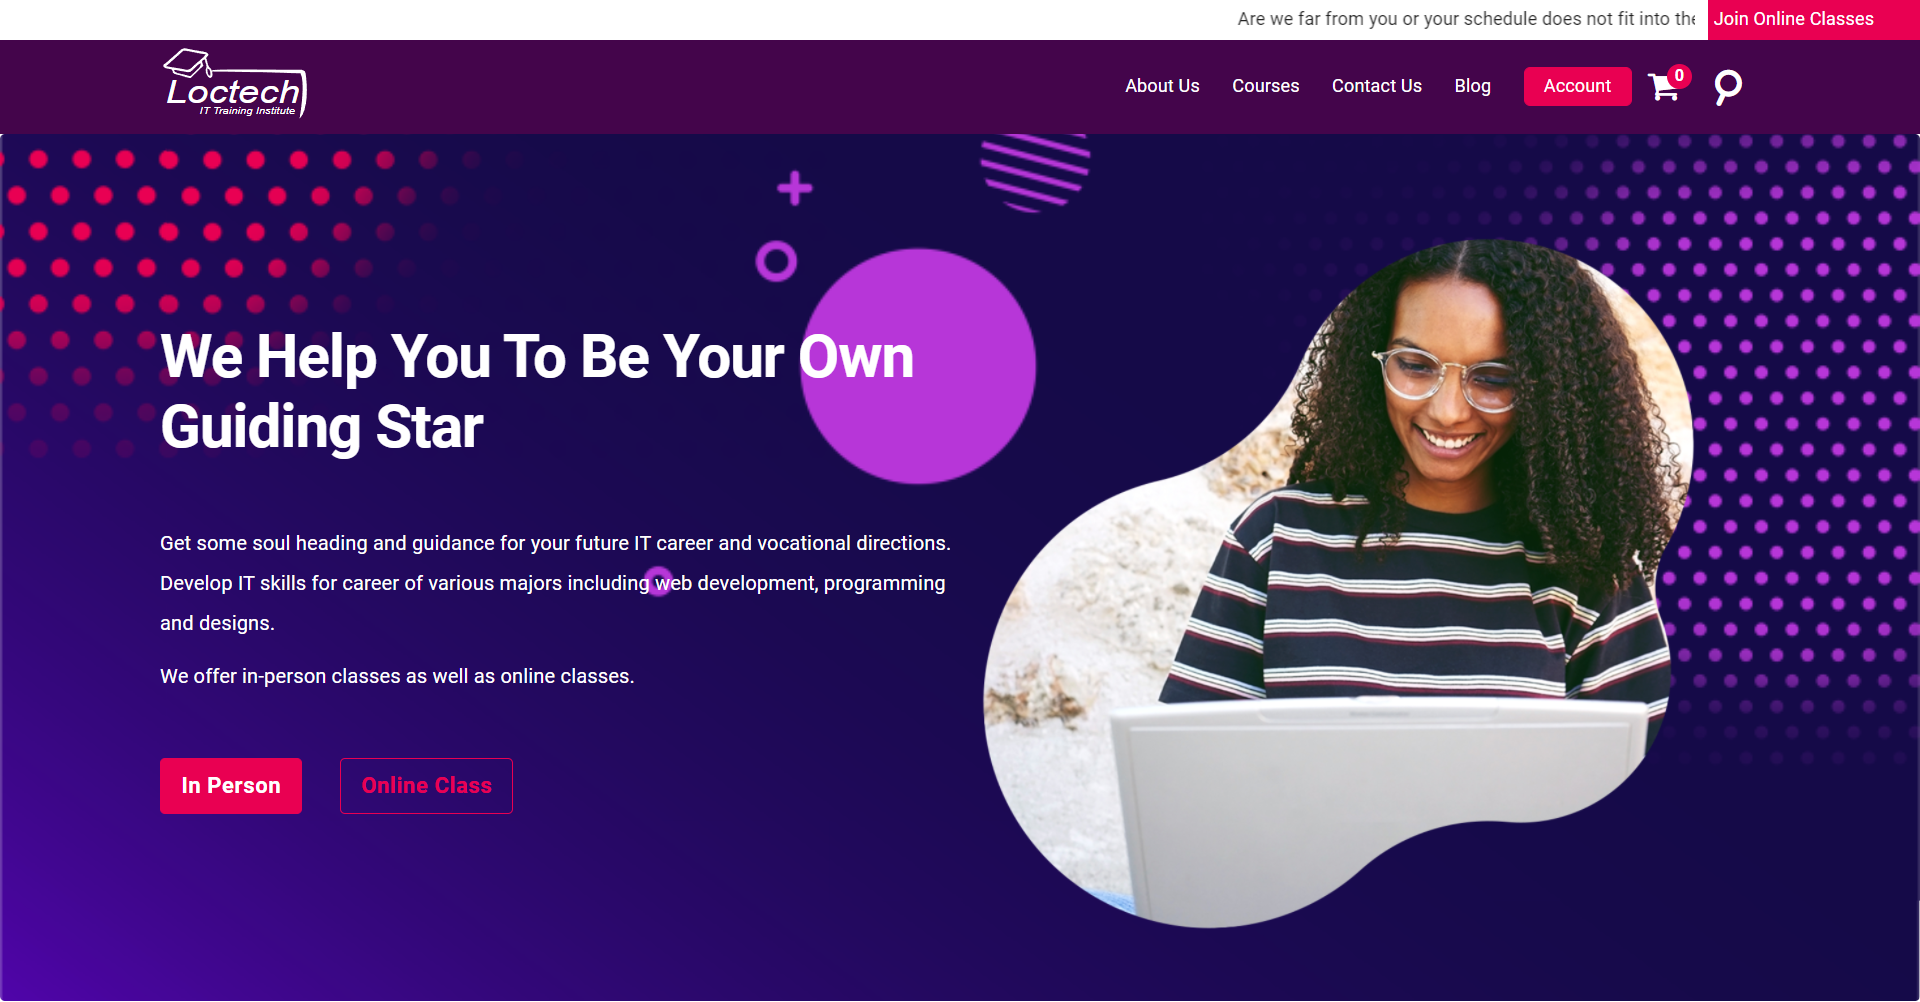 Are we far from you or your schedule does not fit into the
Join Online Classes
Loctech
IT Training Institute
About Us
Courses
Contact Us
Blog
Account
0
We Help You To Be Your Own
Guiding Star
Get some soul heading and guidance for your future IT career and vocational directions.
Develop IT skills for career of various majors including web development, programming
and designs.
We offer in-person classes as well as online classes.
In Person
Online Class